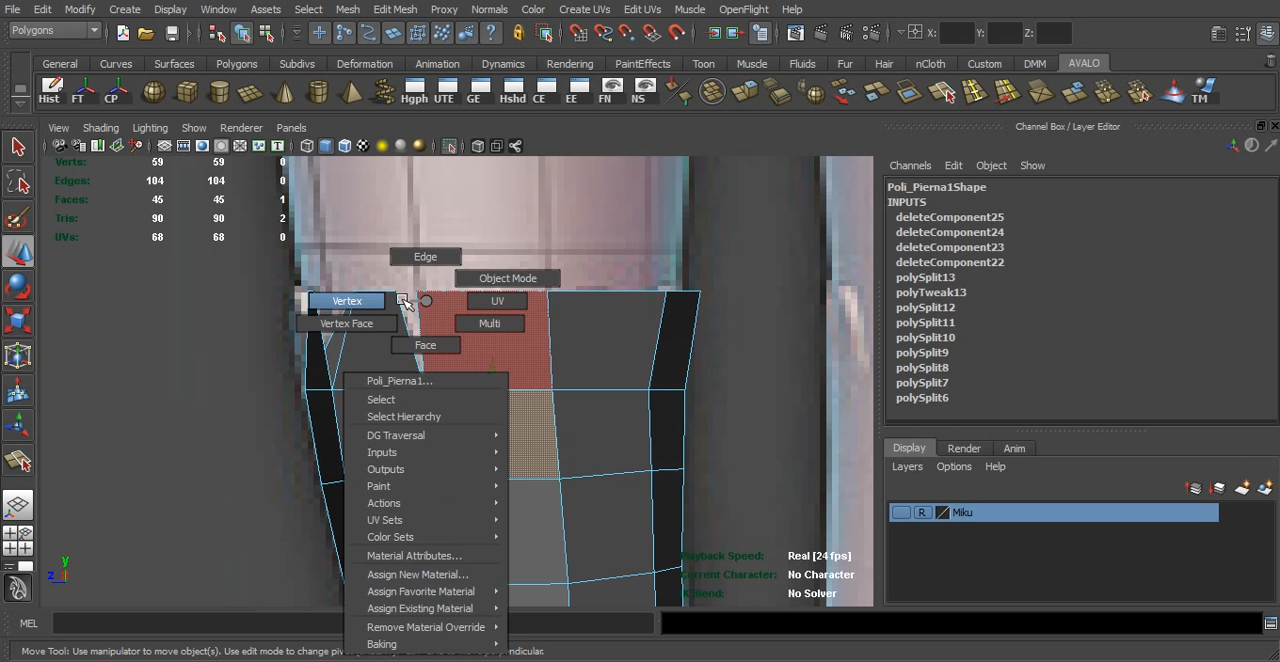 File Edit Modify Create Display Window Assets Select Mesh Edit Mesh Proxy Normals Color Create UVs Edit UVs Muscle OpenFlight Help
Polygons X: Y: Z:
General Curves Surfaces Polygons Subdivs Deformation Animation Dynamics Rendering PaintEffects Toon Muscle Fluids Fur Hair nCloth Custom DMM AVALO
Hist FT CP Hgph UTE GE Hshd CE EE FN NS TM
View Shading Lighting Show Renderer Panels
Channel Box / Layer Editor
Verts: 59 59 0
Edges: 104 104 0
Faces: 45 45 1
Tris: 90 90 2
UVs: 68 68 0
Channels Edit Object Show
Poli_Pierna1Shape
INPUTS
deleteComponent25
deleteComponent24
deleteComponent23
deleteComponent22
polySplit13
polyTweak13
polySplit12
polySplit11
polySplit10
polySplit9
polySplit8
polySplit7
polySplit6
Edge
Object Mode
Vertex UV
Vertex Face Multi
Face
Poli_Pierna1...
Select
Select Hierarchy
DG Traversal
Inputs
Outputs
Paint
Actions
UV Sets
Color Sets
Material Attributes...
Assign New Material...
Assign Favorite Material
Assign Existing Material
Remove Material Override
Baking
Display Render Anim
Layers Options Help
R Miku
Playback Speed: Real [24 fps]
Current Character: No Character
Blend: No Solver
y
z
MEL
Move Tool: Use manipulator to move object(s). Use edit mode to change